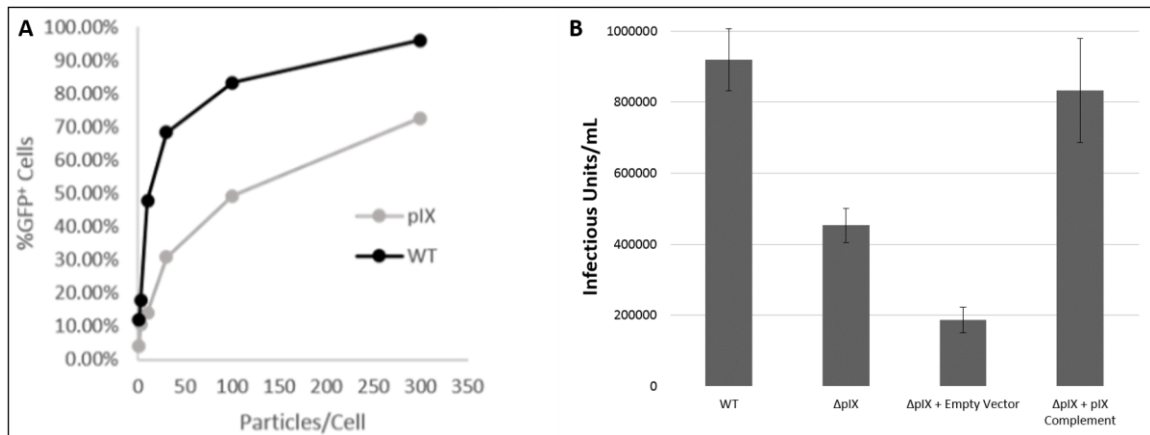 A
100.00%
90.00%
80.00%
70.00%
60.00%
50.00%
40.00%
30.00%
20.00%
10.00%
0.00%
%GFP⁺ Cells
0 50 100 150 200 250 300 350
Particles/Cell
pIX
WT
B
1000000
800000
600000
400000
200000
0
Infectious Units/mL
WT
ΔpIX
ΔpIX + Empty Vector
ΔpIX + pIX
Complement